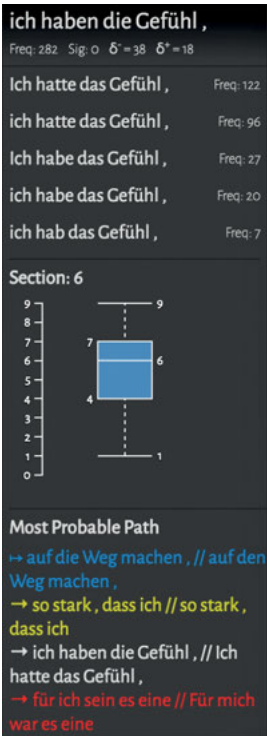 ich haben die Gefühl ,
Freq: 282 Sig: 0 δ⁻ = 38 δ⁺ = 18
Ich hatte das Gefühl , Freq: 122
ich hatte das Gefühl , Freq: 96
Ich habe das Gefühl , Freq: 27
ich habe das Gefühl , Freq: 20
ich hab das Gefühl , Freq: 7
Section: 6
9
8
7
6
5
4
3
2
1
0
9
7
6
4
1
Most Probable Path
↦ auf die Weg machen , // auf den
Weg machen ,
→ so stark , dass ich // so stark ,
dass ich
→ ich haben die Gefühl , // Ich
hatte das Gefühl ,
→ für ich sein es eine // Für mich
war es eine